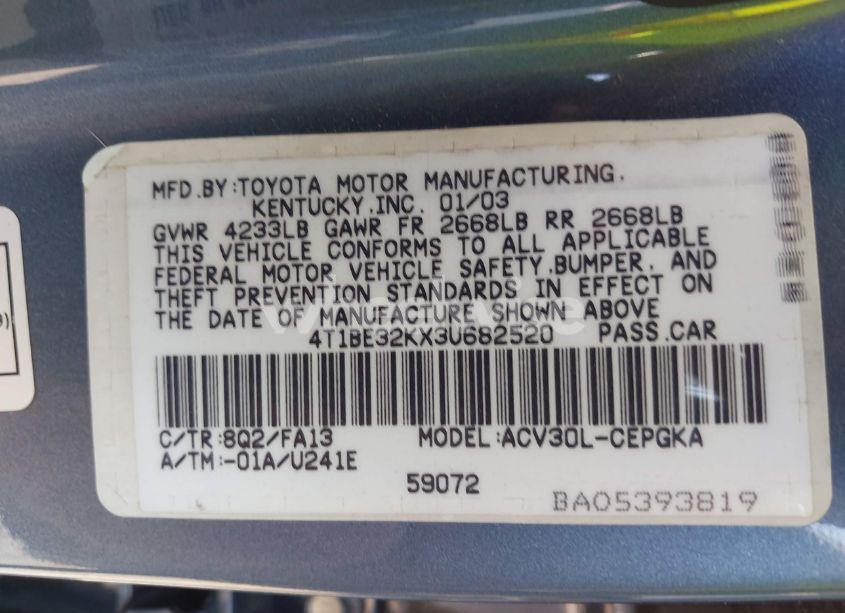 MFD.BY:TOYOTA MOTOR MANUFACTURING.
KENTUCKY,INC. 01/03
GVWR 4233LB GAWR FR 2668LB RR 2668LB
THIS VEHICLE CONFORMS TO ALL APPLICABLE
FEDERAL MOTOR VEHICLE SAFETY,BUMPER, AND
THEFT PREVENTION STANDARDS IN EFFECT ON
THE DATE OF MANUFACTURE SHOWN ABOVE
4T1BE32KX3U682520 PASS.CAR
C/TR:8Q2/FA13 MODEL:ACV30L-CEPGKA
A/TM:-01A/U241E
59072
BA05393819